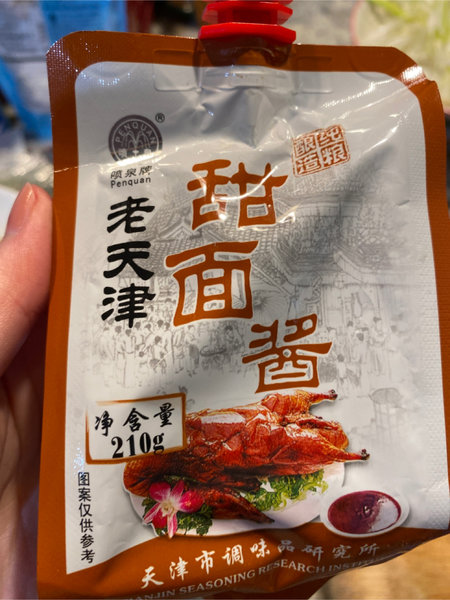 PENQUAN
喷泉牌
Penquan
纯粮
酿造
老天津
甜面酱
净含量
210g
图案仅供参考
天津市调味品研究所
TIANJIN SEASONING RESEARCH INSTITUTE